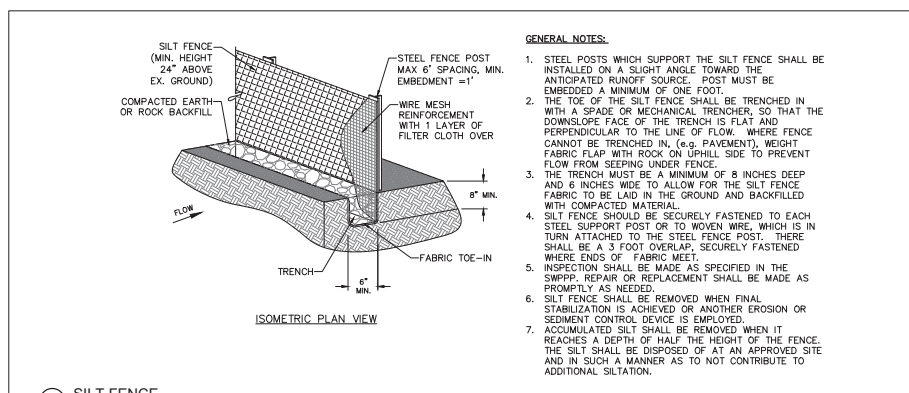 SILT FENCE
(MIN. HEIGHT
24" ABOVE
EX. GROUND)
COMPACTED EARTH
OR ROCK BACKFILL
FLOW
STEEL FENCE POST
MAX 6' SPACING, MIN.
EMBEDMENT =1'
WIRE MESH
REINFORCEMENT
WITH 1 LAYER OF
FILTER CLOTH OVER
8" MIN.
FABRIC TOE-IN
TRENCH
6"
MIN.
ISOMETRIC PLAN VIEW
GENERAL NOTES:
1. STEEL POSTS WHICH SUPPORT THE SILT FENCE SHALL BE
INSTALLED ON A SLIGHT ANGLE TOWARD THE
ANTICIPATED RUNOFF SOURCE. POST MUST BE
EMBEDDED A MINIMUM OF ONE FOOT.
2. THE TOE OF THE SILT FENCE SHALL BE TRENCHED IN
WITH A SPADE OR MECHANICAL TRENCHER, SO THAT THE
DOWNSLOPE FACE OF THE TRENCH IS FLAT AND
PERPENDICULAR TO THE LINE OF FLOW. WHERE FENCE
CANNOT BE TRENCHED IN, (e.g. PAVEMENT), WEIGHT
FABRIC FLAP WITH ROCK ON UPHILL SIDE TO PREVENT
FLOW FROM SEEPING UNDER FENCE.
3. THE TRENCH MUST BE A MINIMUM OF 8 INCHES DEEP
AND 6 INCHES WIDE TO ALLOW FOR THE SILT FENCE
FABRIC TO BE LAID IN THE GROUND AND BACKFILLED
WITH COMPACTED MATERIAL.
4. SILT FENCE SHOULD BE SECURELY FASTENED TO EACH
STEEL SUPPORT POST OR TO WOVEN WIRE, WHICH IS IN
TURN ATTACHED TO THE STEEL FENCE POST. THERE
SHALL BE A 3 FOOT OVERLAP, SECURELY FASTENED
WHERE ENDS OF FABRIC MEET.
5. INSPECTION SHALL BE MADE AS SPECIFIED IN THE
SWPPP. REPAIR OR REPLACEMENT SHALL BE MADE AS
PROMPTLY AS NEEDED.
6. SILT FENCE SHALL BE REMOVED WHEN FINAL
STABILIZATION IS ACHIEVED OR ANOTHER EROSION OR
SEDIMENT CONTROL DEVICE IS EMPLOYED.
7. ACCUMULATED SILT SHALL BE REMOVED WHEN IT
REACHES A DEPTH OF HALF THE HEIGHT OF THE FENCE.
THE SILT SHALL BE DISPOSED OF AT AN APPROVED SITE
AND IN SUCH A MANNER AS TO NOT CONTRIBUTE TO
ADDITIONAL SILTATION.
SILT FENCE